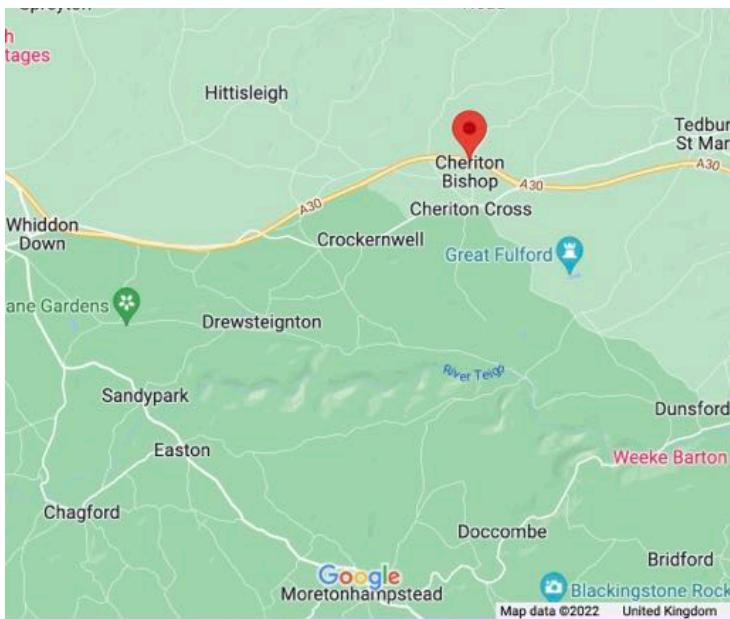 Spreyton
h
tages
Hittisleigh
Tedbur
St Mar
Cheriton
Bishop
A30
A30
A30
Cheriton Cross
Whiddon
Down
Crockernwell
Great Fulford
ane Gardens
Drewsteignton
River Teign
Sandypark
Dunsford
Easton
Weeke Barton
Chagford
Doccombe
Bridford
Google
Moretonhampstead
Blackingstone Rock
Map data ©2022 United Kingdom